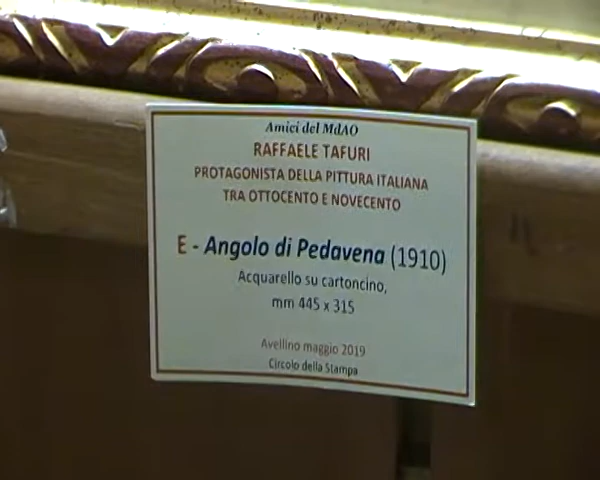 Amici del MdAO
RAFFAELE TAFURI
PROTAGONISTA DELLA PITTURA ITALIANA
TRA OTTOCENTO E NOVECENTO
E - Angolo di Pedavena (1910)
Acquarello su cartoncino,
mm 445 x 315
Avellino maggio 2019
Circolo della Stampa